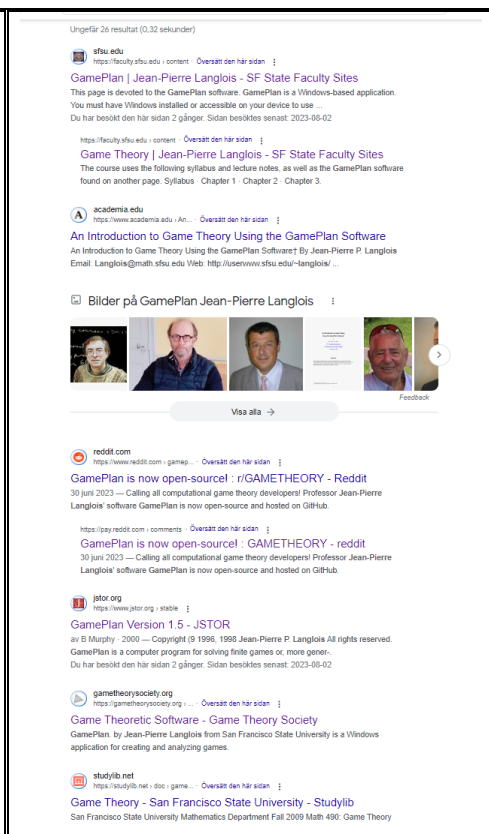 Ungefär 26 resultat (0,32 sekunder)
sfsu.edu
https://faculty.sfsu.edu › content · Översätt den här sidan
GamePlan | Jean-Pierre Langlois - SF State Faculty Sites
This page is devoted to the GamePlan software. GamePlan is a Windows-based application.
You must have Windows installed or accessible on your device to use ...
Du har besökt den här sidan 2 gånger. Sidan besöktes senast: 2023-08-02
https://faculty.sfsu.edu › content · Översätt den här sidan
Game Theory | Jean-Pierre Langlois - SF State Faculty Sites
The course uses the following syllabus and lecture notes, as well as the GamePlan software
found on another page. Syllabus · Chapter 1 · Chapter 2 · Chapter 3.
academia.edu
https://www.academia.edu › An... · Översätt den här sidan
An Introduction to Game Theory Using the GamePlan Software
An Introduction to Game Theory Using the GamePlan Software† By Jean-Pierre P. Langlois
Email: Langlois@math.sfsu.edu Web: http://userwww.sfsu.edu/~langlois/ ...
Bilder på GamePlan Jean-Pierre Langlois
Feedback
Visa alla →
reddit.com
https://www.reddit.com › gamep... · Översätt den här sidan
GamePlan is now open-source! : r/GAMETHEORY - Reddit
30 juni 2023 — Calling all computational game theory developers! Professor Jean-Pierre
Langlois' software GamePlan is now open-source and hosted on GitHub.
https://pay.reddit.com › comments · Översätt den här sidan
GamePlan is now open-source! : GAMETHEORY - reddit
30 juni 2023 — Calling all computational game theory developers! Professor Jean-Pierre
Langlois' software GamePlan is now open-source and hosted on GitHub.
jstor.org
https://www.jstor.org › stable
GamePlan Version 1.5 - JSTOR
av B Murphy · 2000 — Copyright (9 1996, 1998 Jean-Pierre P. Langlois All rights reserved.
GamePlan is a computer program for solving finite games or, more gener-.
Du har besökt den här sidan 2 gånger. Sidan besöktes senast: 2023-08-02
gametheorysociety.org
https://gametheorysociety.org › ... · Översätt den här sidan
Game Theoretic Software - Game Theory Society
GamePlan. by Jean-Pierre Langlois from San Francisco State University is a Windows
application for creating and analyzing games.
studylib.net
https://studylib.net › doc › game... · Översätt den här sidan
Game Theory - San Francisco State University - Studylib
San Francisco State University Mathematics Department Fall 2009 Math 490: Game Theory